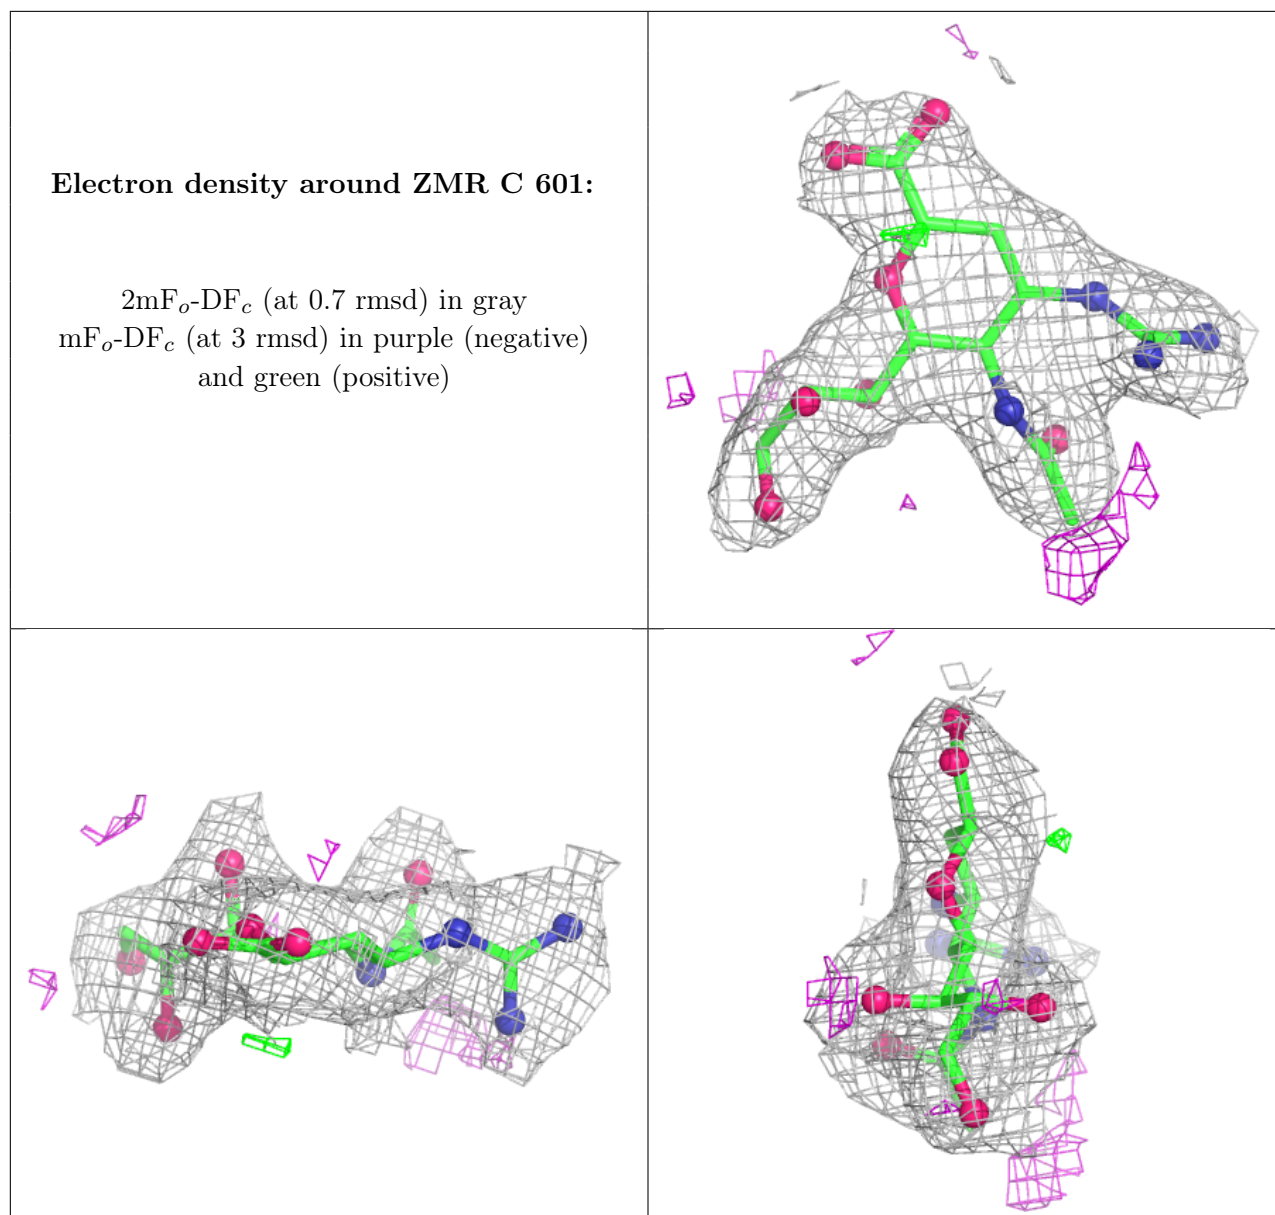 Electron density around ZMR C 601:
2mFo-DFc (at 0.7 rmsd) in gray
mFo-DFc (at 3 rmsd) in purple (negative)
and green (positive)